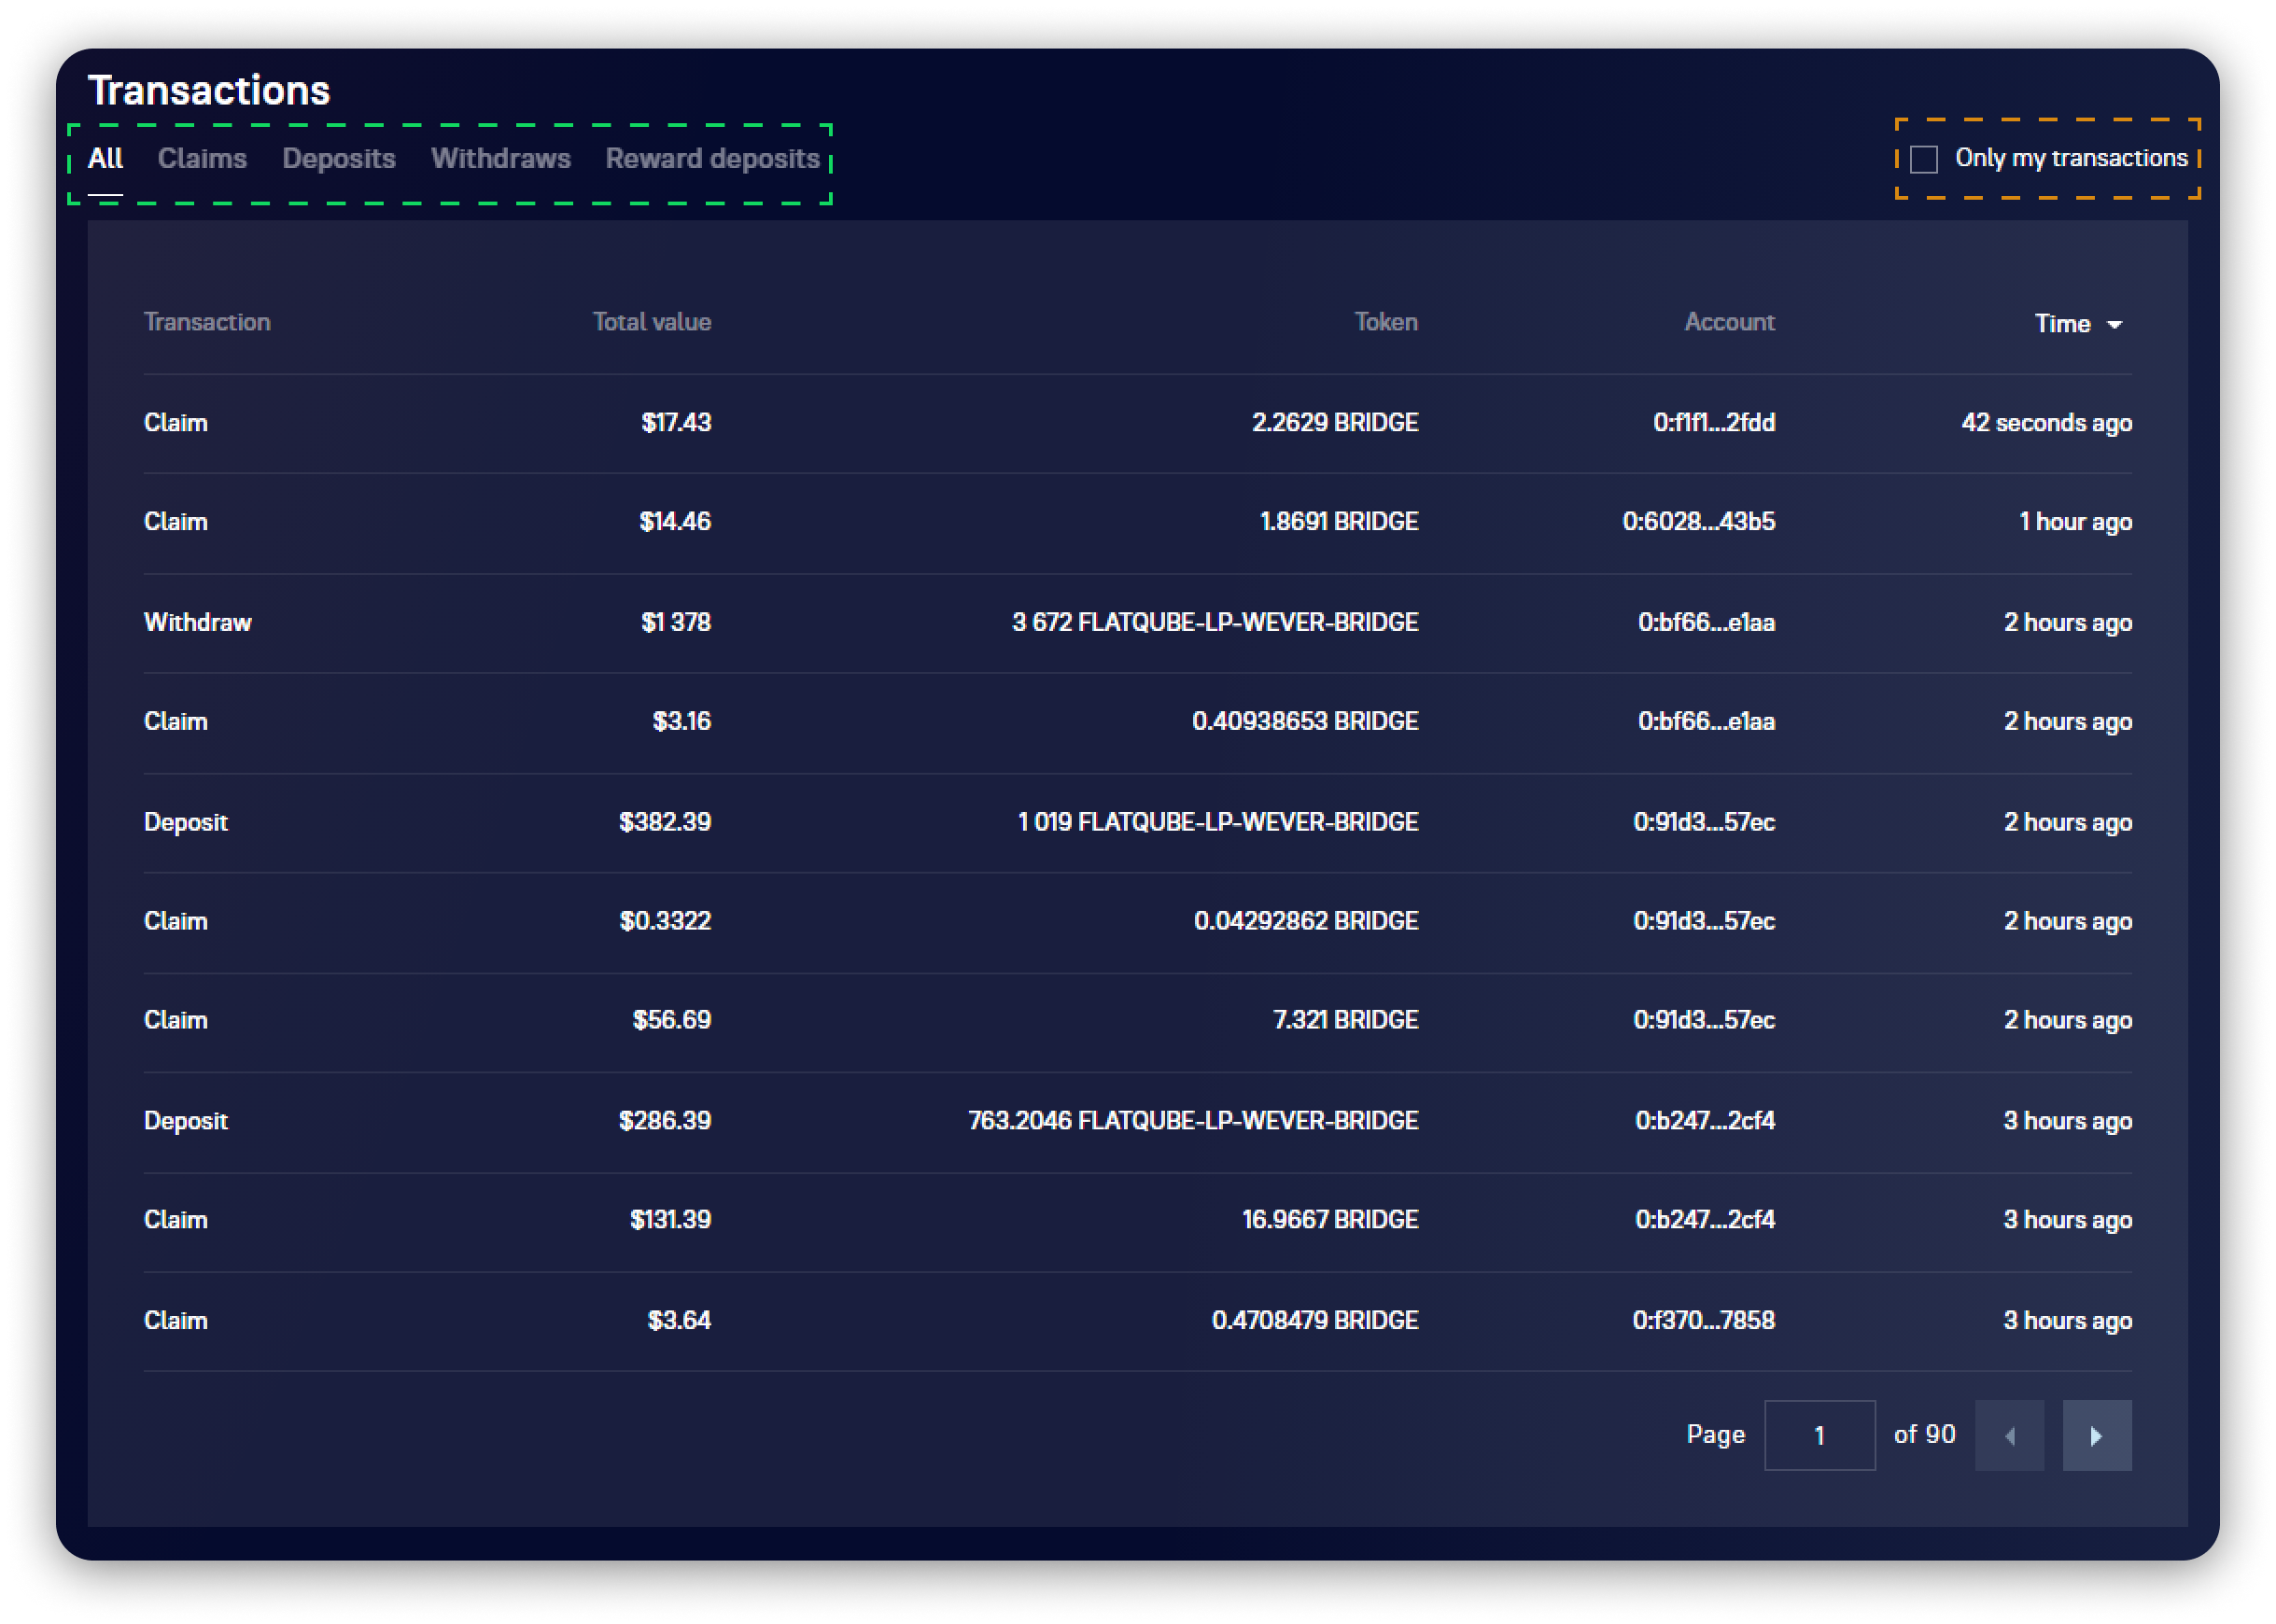 Transactions
All Claims Deposits Withdraws Reward deposits Only my transactions
Transaction Total value Token Account Time
Claim $17.43 2.2629 BRIDGE 0:f1f1...2fdd 42 seconds ago
Claim $14.46 1.8691 BRIDGE 0:6028...43b5 1 hour ago
Withdraw $1 378 3 672 FLATQUBE-LP-WEVER-BRIDGE 0:bf66...e1aa 2 hours ago
Claim $3.16 0.40938653 BRIDGE 0:bf66...e1aa 2 hours ago
Deposit $382.39 1 019 FLATQUBE-LP-WEVER-BRIDGE 0:91d3...57ec 2 hours ago
Claim $0.3322 0.04292862 BRIDGE 0:91d3...57ec 2 hours ago
Claim $56.69 7.321 BRIDGE 0:91d3...57ec 2 hours ago
Deposit $286.39 763.2046 FLATQUBE-LP-WEVER-BRIDGE 0:b247...2cf4 3 hours ago
Claim $131.39 16.9667 BRIDGE 0:b247...2cf4 3 hours ago
Claim $3.64 0.4708479 BRIDGE 0:f370...7858 3 hours ago
Page 1 of 90